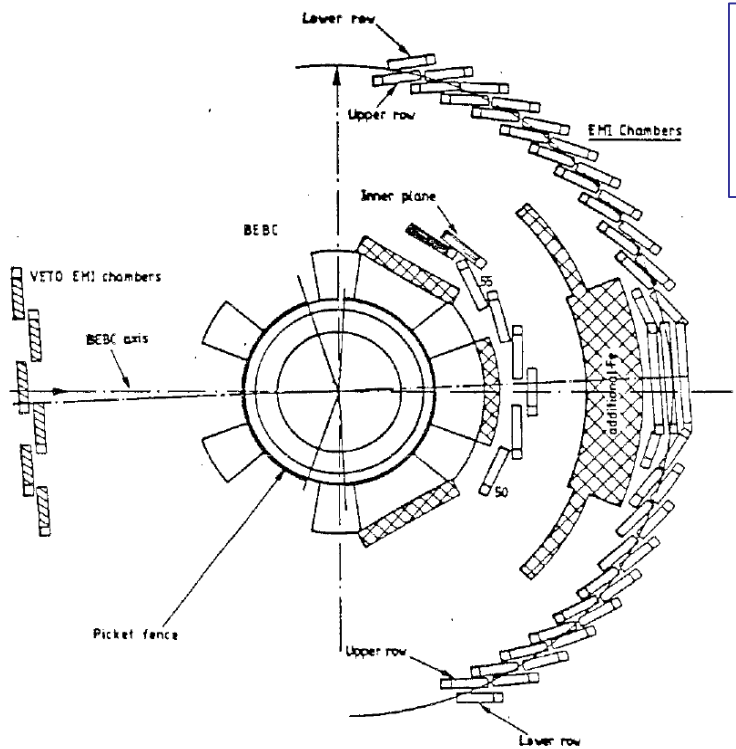 Lower row
Upper row
EMI Chambers
Inner plane
BEBC
VETO EMI chambers
55
BEBC axis
additional Fe
50
Picket fence
Upper row
Lower row